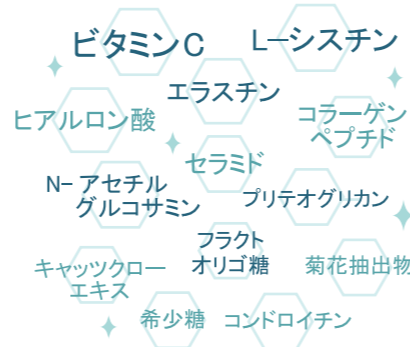 ビタミンC
L-シスチン
エラスチン
ヒアルロン酸
コラーゲン
ペプチド
セラミド
N- アセチル
グルコサミン
プリテオグリカン
フラクト
オリゴ糖
キャッツクロー
エキス
菊花抽出物
希少糖
コンドロイチン